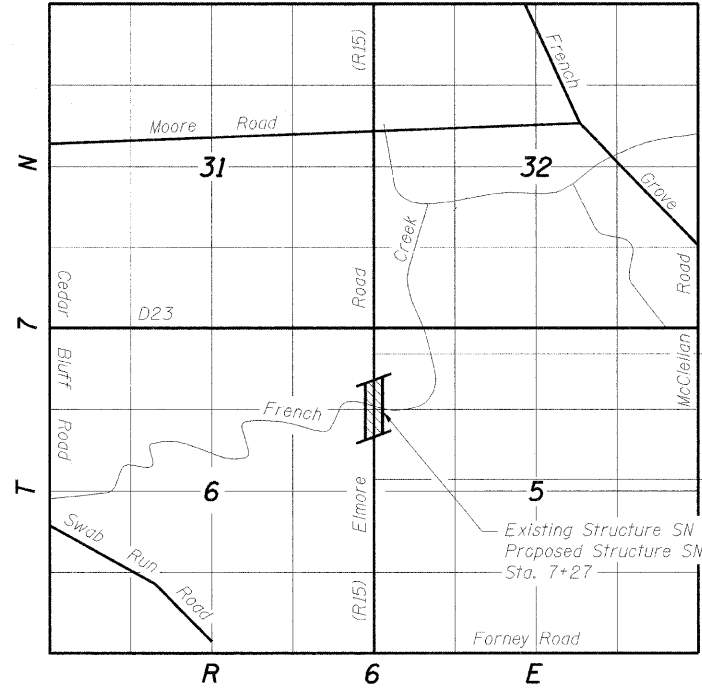 (R15)
French
Moore Road
N
31
32
Grove
Creek
Cedar
Road
Road
7
D23
Bluff
McClellan
French
Road
T
6
Elmore
5
Existing Structure SN
Proposed Structure SN
Sta. 7+27
Swab Run Road
(R15)
Forney Road
R 6 E